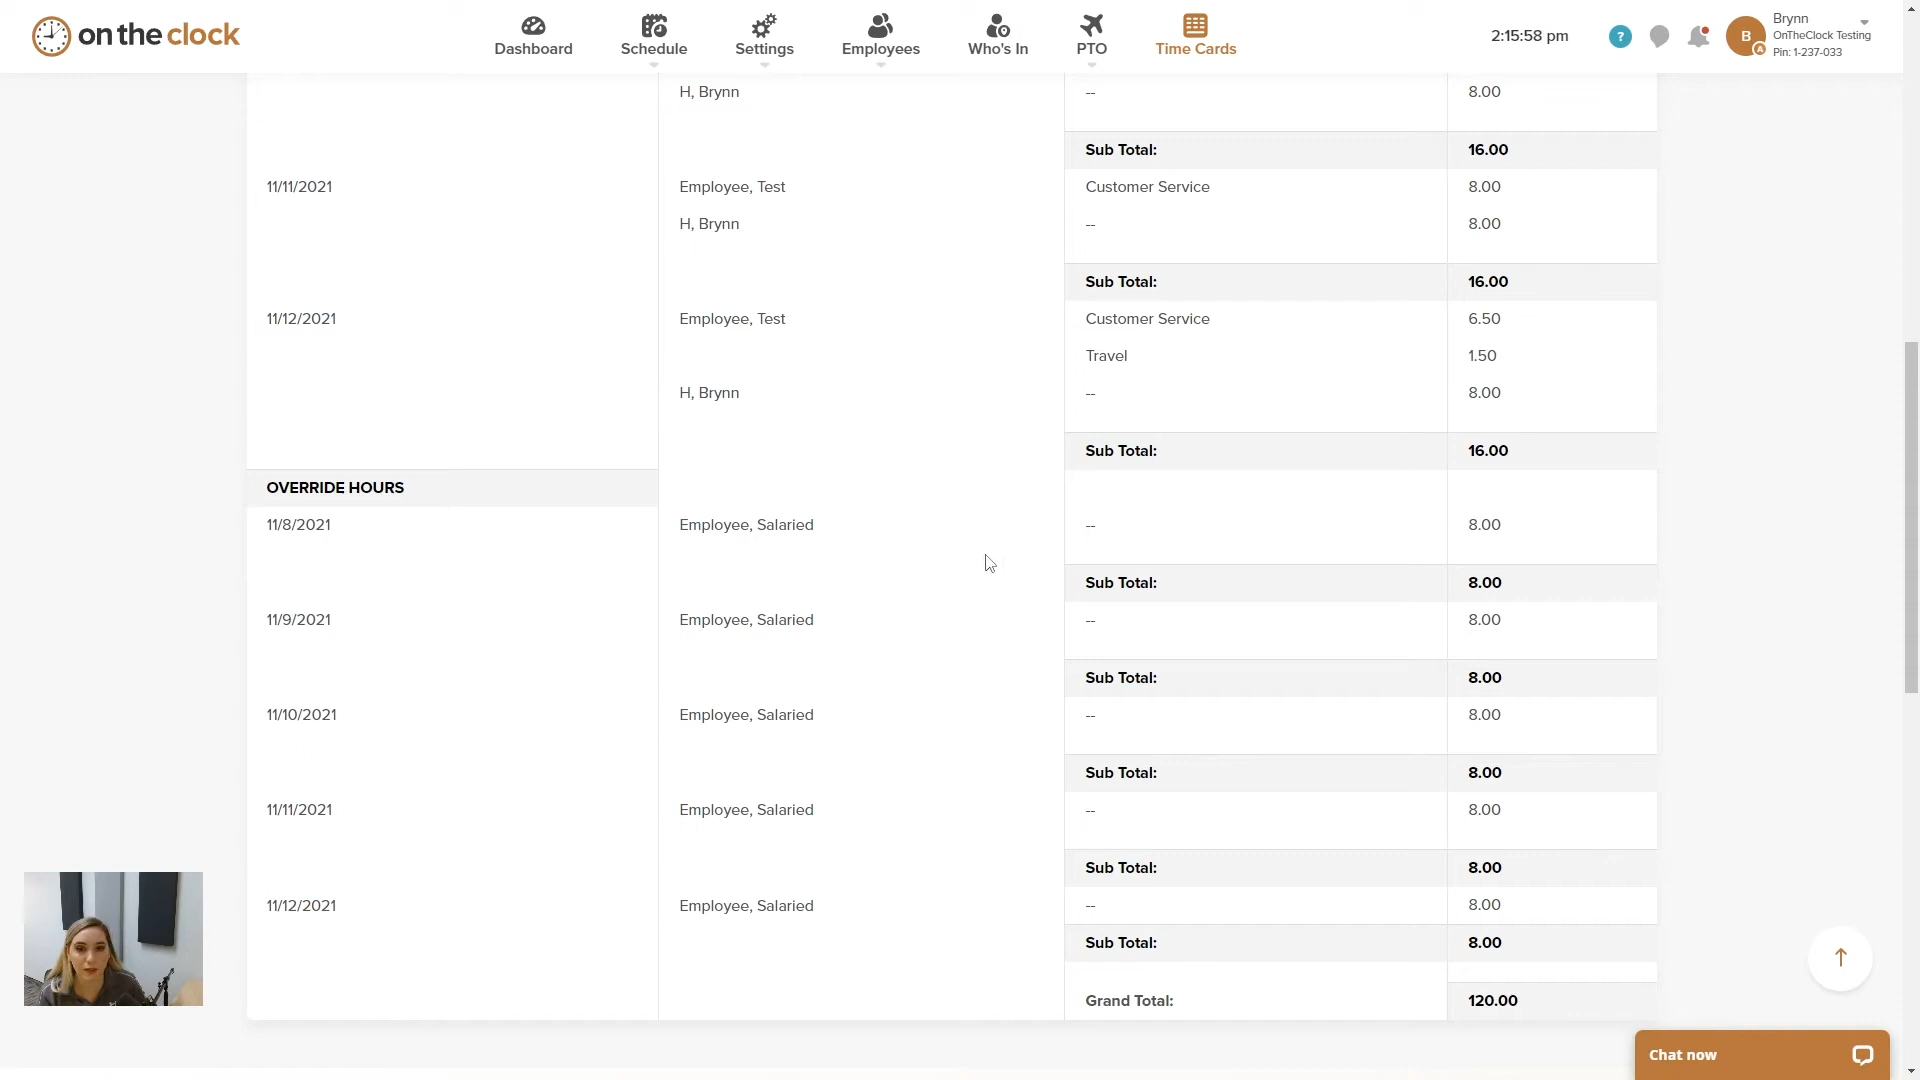 on the clock
Dashboard
Schedule
Settings
Employees
Who's In
PTO
Time Cards
2:15:58 pm
?
B
A
Brynn
OnTheClock Testing
Pin: 1-237-033
H, Brynn -- 8.00
Sub Total: 16.00
11/11/2021 Employee, Test Customer Service 8.00
H, Brynn -- 8.00
Sub Total: 16.00
11/12/2021 Employee, Test Customer Service 6.50
Travel 1.50
H, Brynn -- 8.00
Sub Total: 16.00
OVERRIDE HOURS
11/8/2021 Employee, Salaried -- 8.00
Sub Total: 8.00
11/9/2021 Employee, Salaried -- 8.00
Sub Total: 8.00
11/10/2021 Employee, Salaried -- 8.00
Sub Total: 8.00
11/11/2021 Employee, Salaried -- 8.00
Sub Total: 8.00
11/12/2021 Employee, Salaried -- 8.00
Sub Total: 8.00
Grand Total: 120.00
Chat now